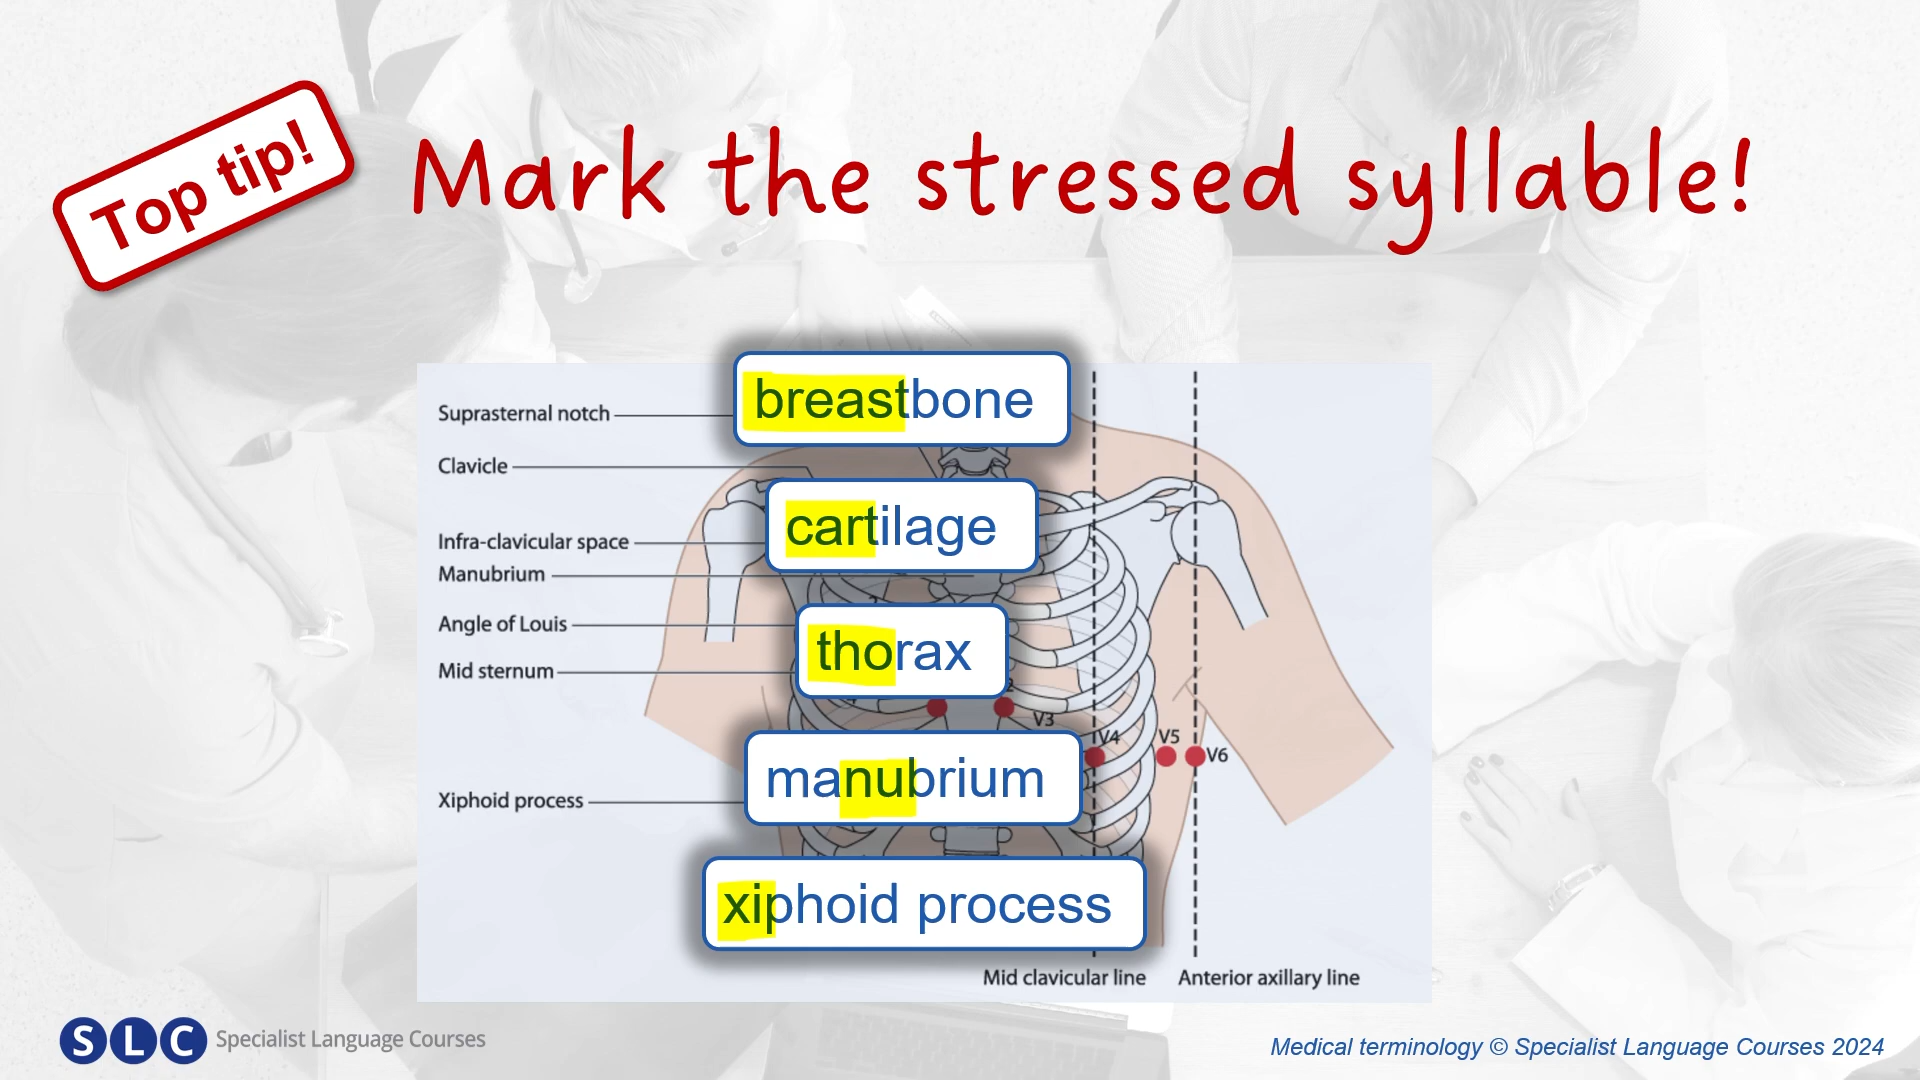 Top tip!
Mark the stressed syllable!
breastbone
Suprasternal notch
Clavicle
cartilage
Infra-clavicular space
Manubrium
thorax
Angle of Louis
Mid sternum
V3
V4
V5
V6
manubrium
Xiphoid process
xiphoid process
Mid clavicular line
Anterior axillary line
SLC Specialist Language Courses
Medical terminology © Specialist Language Courses 2024